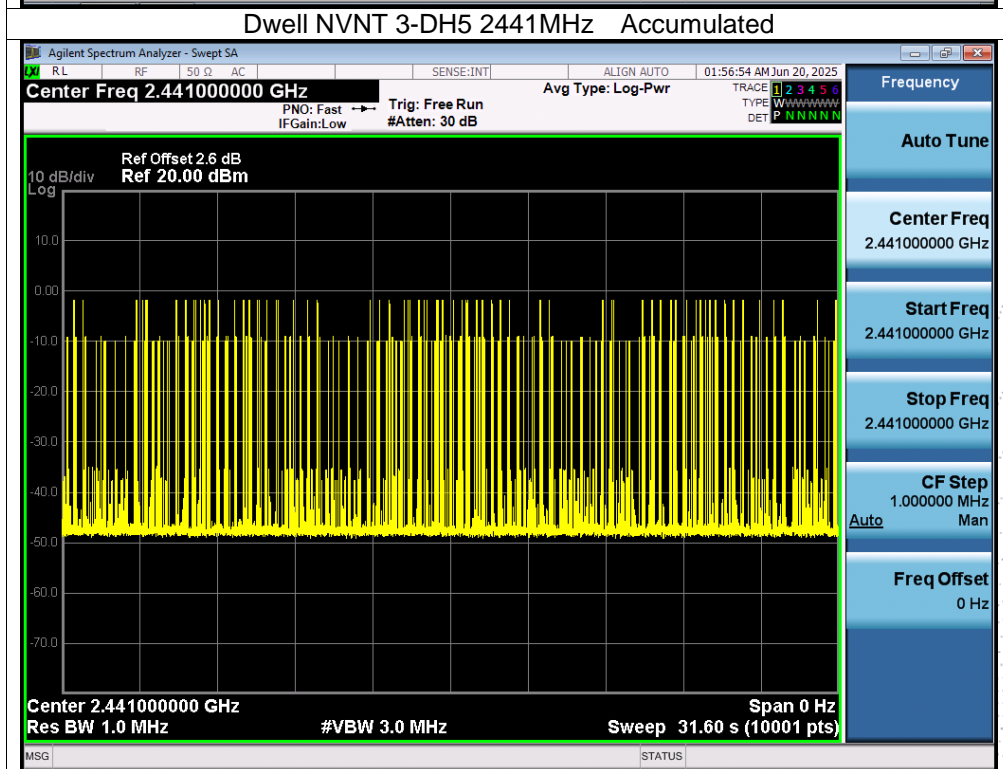 Dwell NVNT 3-DH5 2441MHz Accumulated
Agilent Spectrum Analyzer - Swept SA
LXI RL RF 50 Ω AC SENSE:INT ALIGN AUTO 01:56:54 AM Jun 20, 2025
Center Freq 2.441000000 GHz
PNO: Fast
IFGain:Low
Trig: Free Run
#Atten: 30 dB
Avg Type: Log-Pwr
TRACE 1 2 3 4 5 6
TYPE WWWWWW
DET P N N N N N
Frequency
Ref Offset 2.6 dB
10 dB/div Ref 20.00 dBm
Log
10.0
0.00
-10.0
-20.0
-30.0
-40.0
-50.0
-60.0
-70.0
Center 2.441000000 GHz Span 0 Hz
Res BW 1.0 MHz #VBW 3.0 MHz Sweep 31.60 s (10001 pts)
Auto Tune
Center Freq
2.441000000 GHz
Start Freq
2.441000000 GHz
Stop Freq
2.441000000 GHz
CF Step
1.000000 MHz
Auto Man
Freq Offset
0 Hz
MSG STATUS